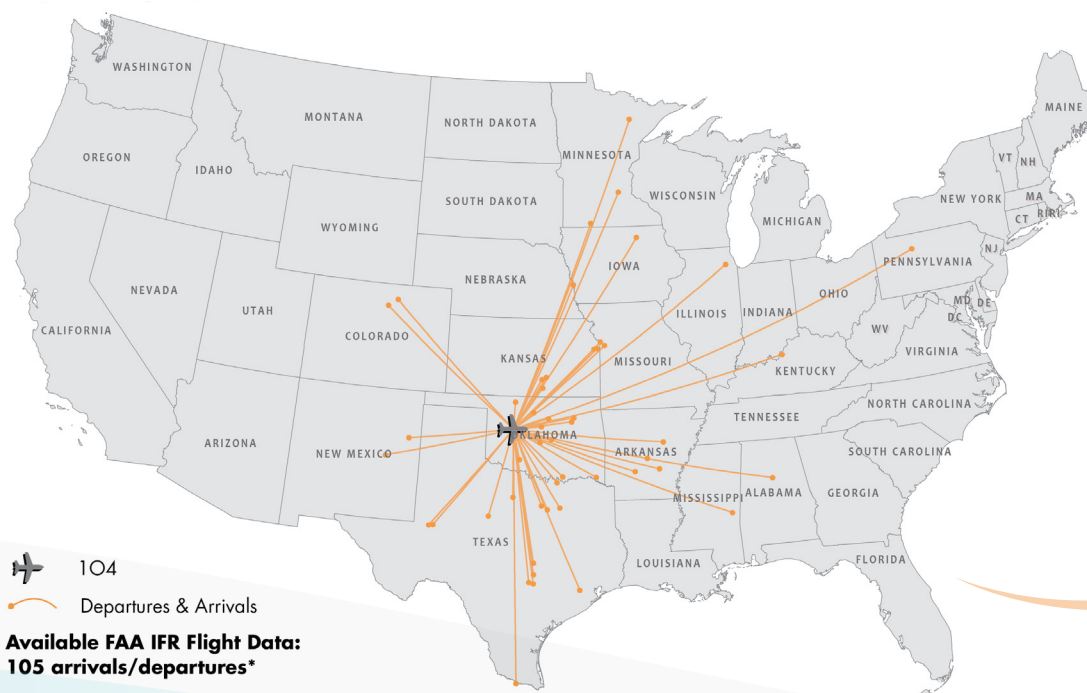 WASHINGTON
MONTANA
NORTH DAKOTA
MINNESOTA
MAINE
OREGON
IDAHO
SOUTH DAKOTA
WISCONSIN
MICHIGAN
VT
NH
NEW YORK
MA
CT
RI
RI
WYOMING
NEBRASKA
IOWA
PENNSYLVANIA
NJ
NEVADA
UTAH
COLORADO
ILLINOIS
INDIANA
OHIO
MD
DE
DC
WV
VIRGINIA
CALIFORNIA
KANSAS
MISSOURI
KENTUCKY
ARIZONA
NEW MEXICO
KLAHOMA
ARKANSAS
TENNESSEE
NORTH CAROLINA
SOUTH CAROLINA
MISSISSIPPI
ALABAMA
GEORGIA
TEXAS
LOUISIANA
FLORIDA
104
Departures & Arrivals
Available FAA IFR Flight Data:
105 arrivals/departures*